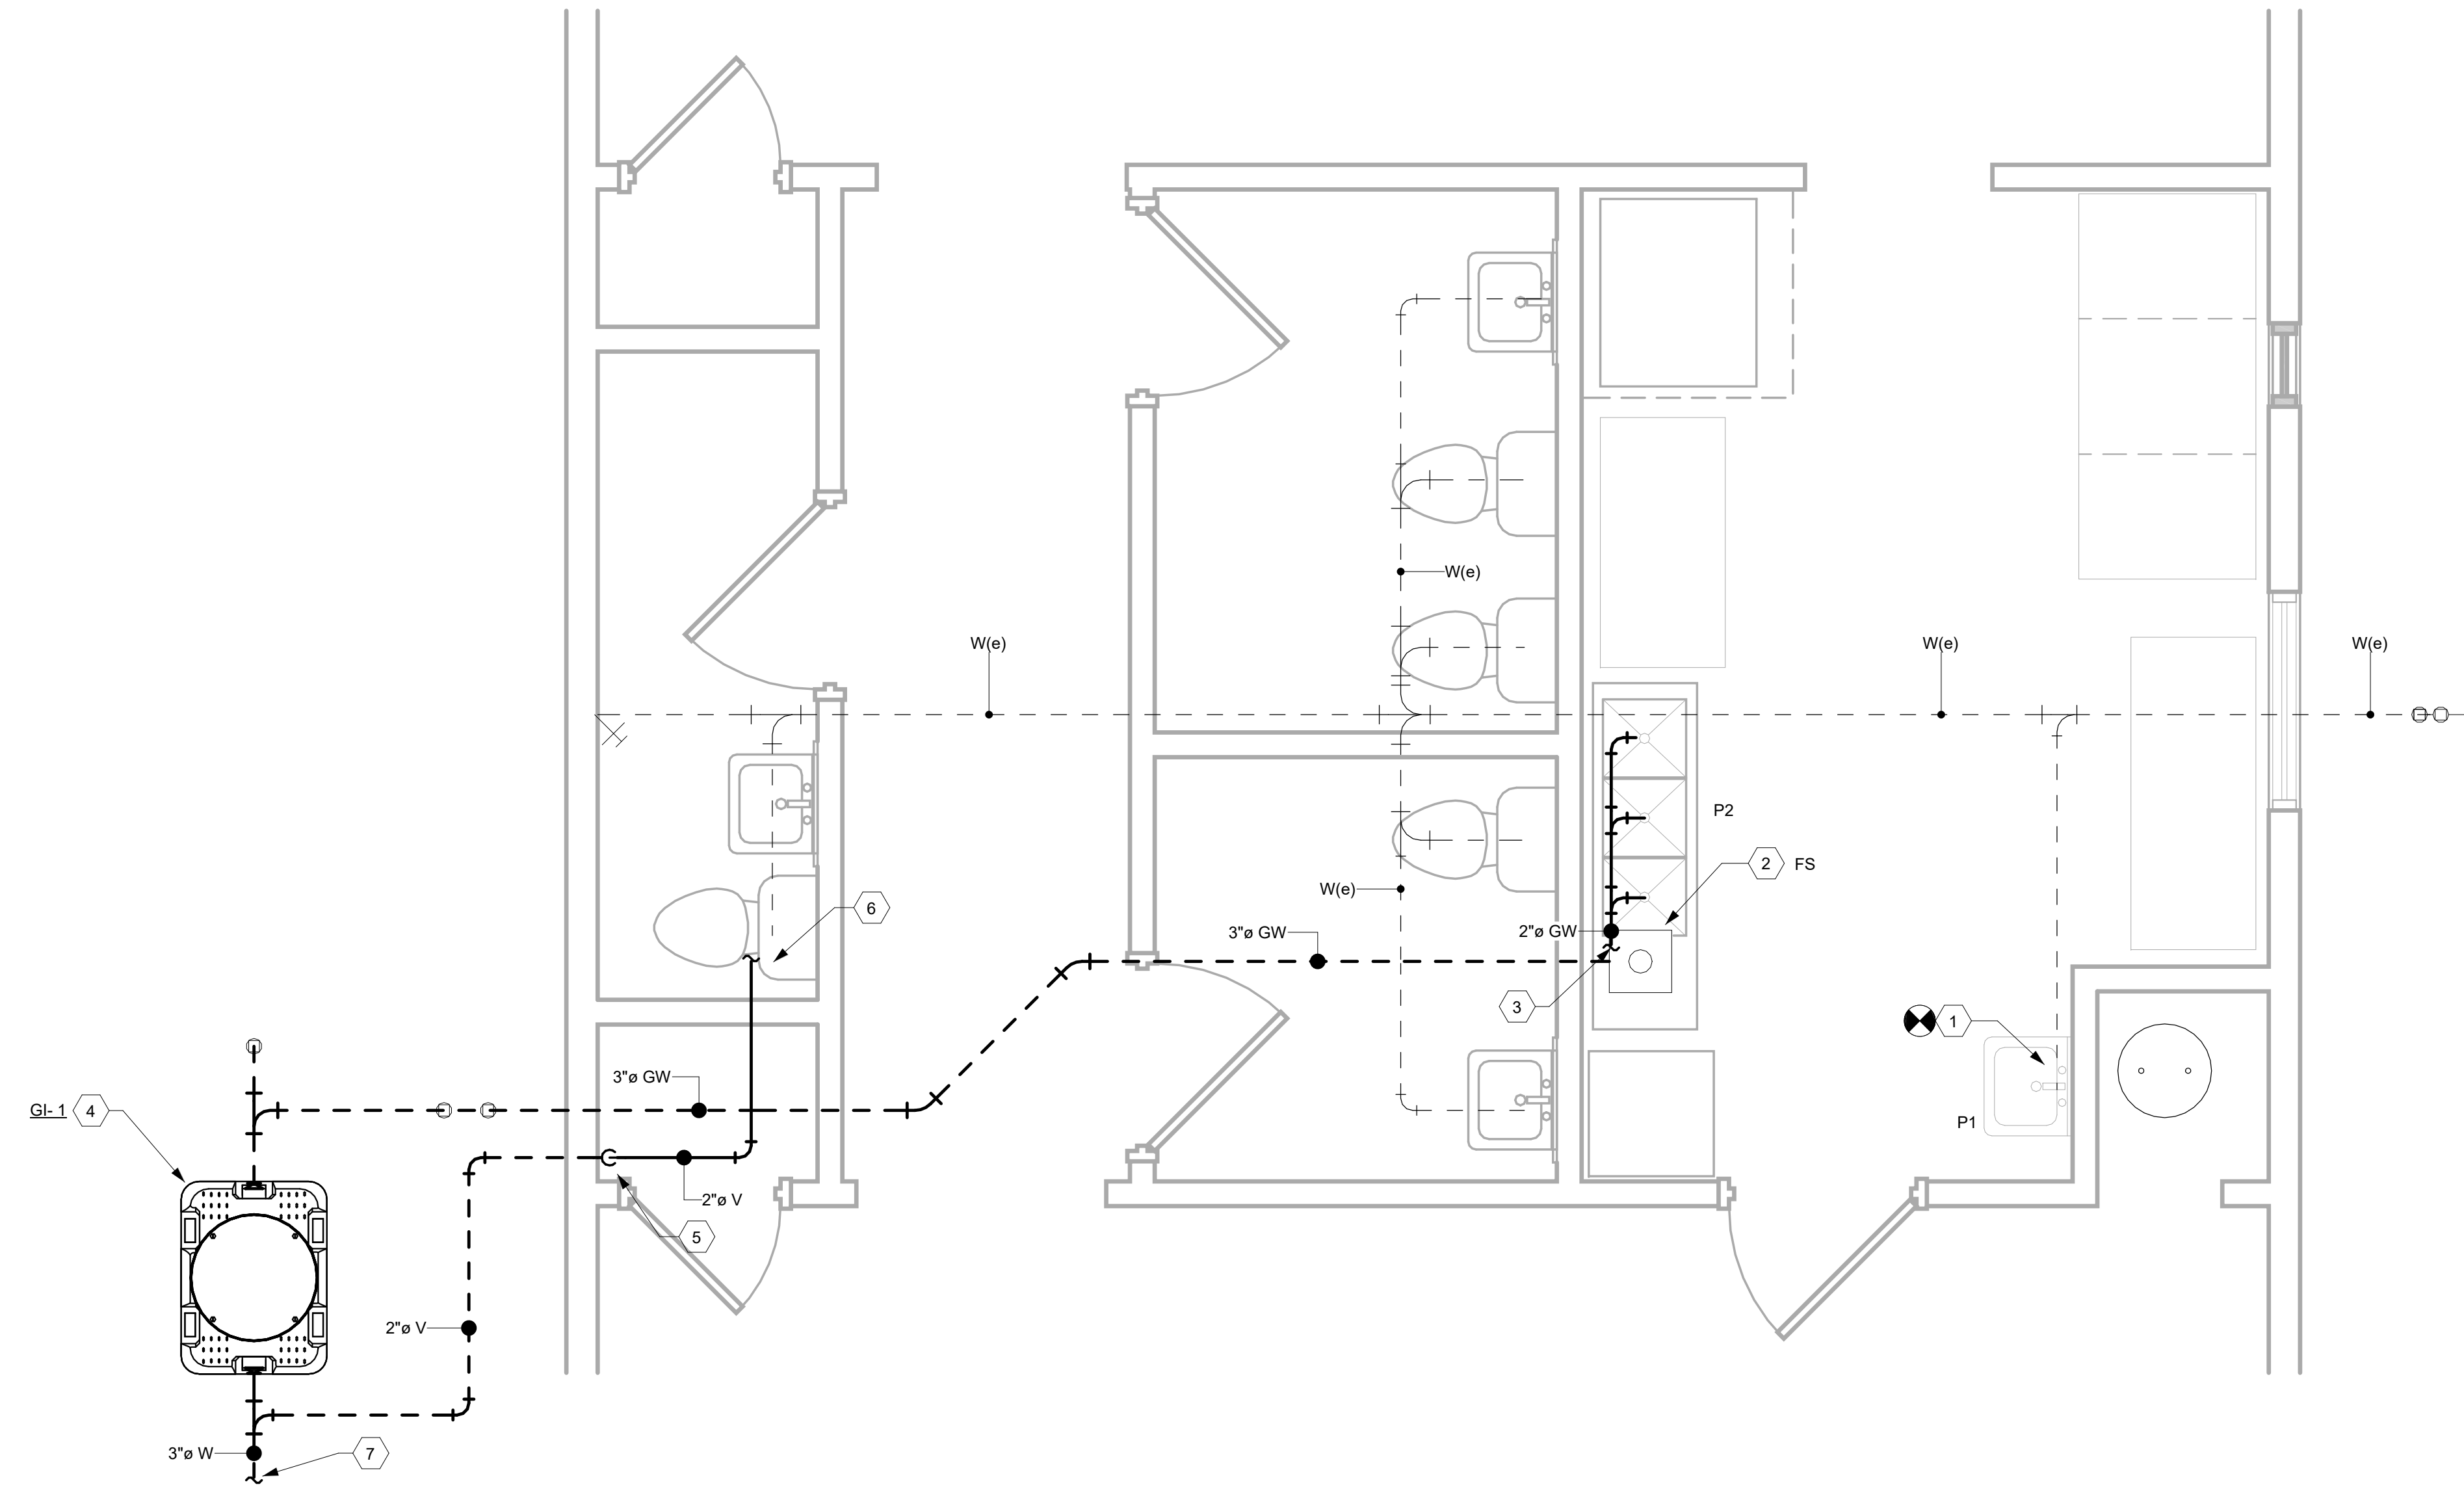 W(e)
W(e)
W(e)
W(e)
P2
2 FS
W(e)
6
3"ø GW
2"ø GW
3
1
3"ø GW
GI- 1 4
P1
2"ø V
5
2"ø V
3"ø W
7